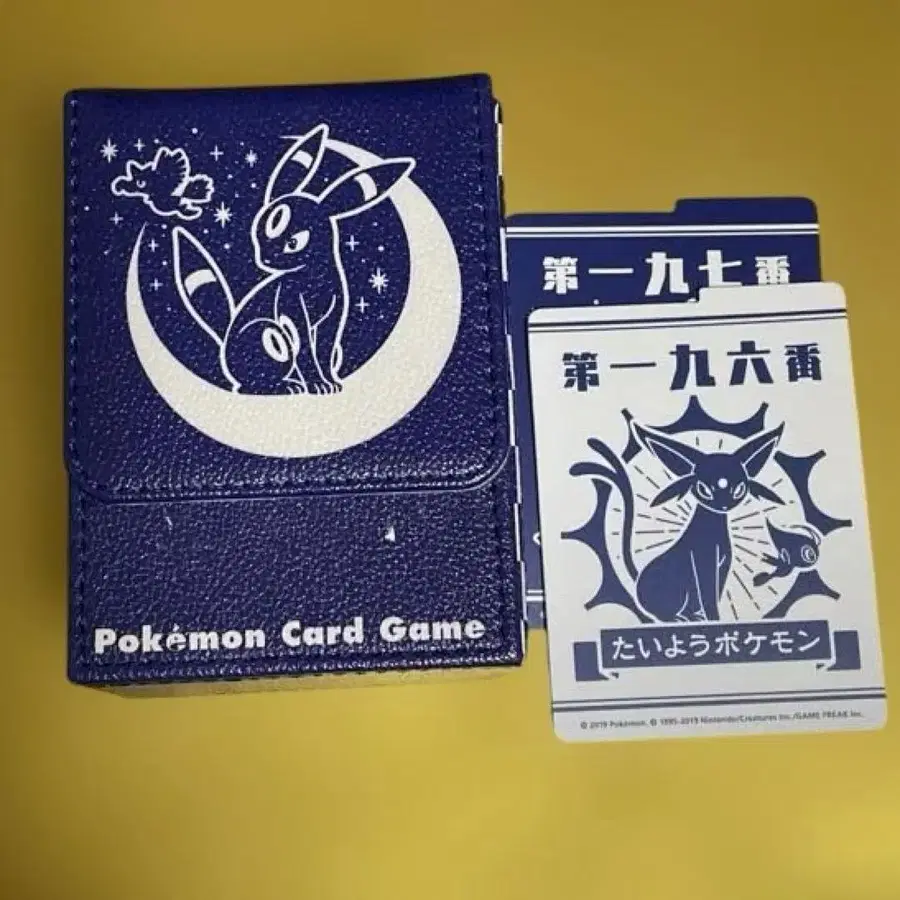 Pokémon Card Game
第一九七番
第一九六番
たいようポケモン
© 2019 Pokémon. © 1995-2019 Nintendo/Creatures Inc./GAME FREAK inc.